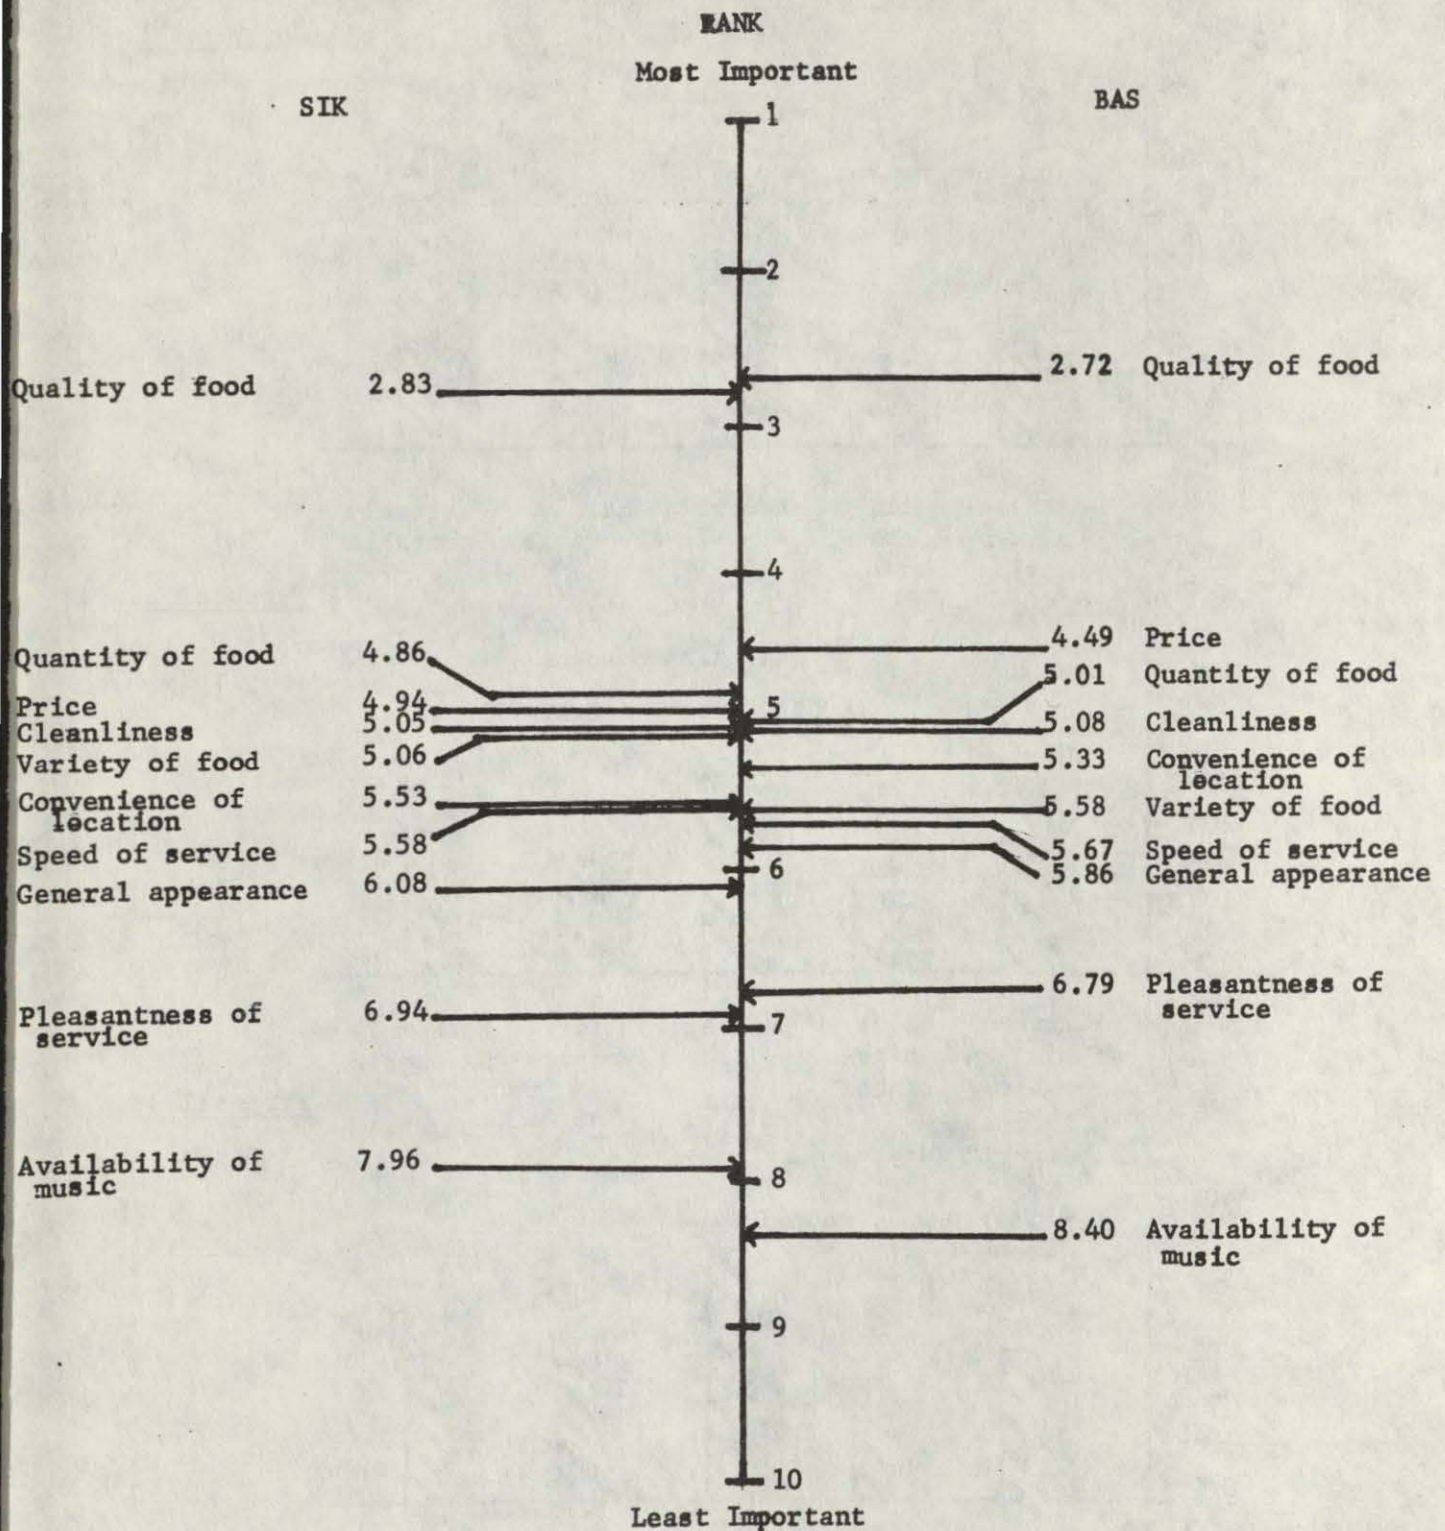 RANK
Most Important
SIK
BAS
1
2
Quality of food 2.83
2.72 Quality of food
3
4
Quantity of food 4.86
Price 4.94
Cleanliness 5.05
Variety of food 5.06
Convenience of 5.53
location
Speed of service 5.58
General appearance 6.08
4.49 Price
5.01 Quantity of food
5
5.08 Cleanliness
5.33 Convenience of
location
5.58 Variety of food
5.67 Speed of service
5.86 General appearance
6
Pleasantness of 6.94
service
6.79 Pleasantness of
service
7
Availability of 7.96
music
8
8.40 Availability of
music
9
10
Least Important